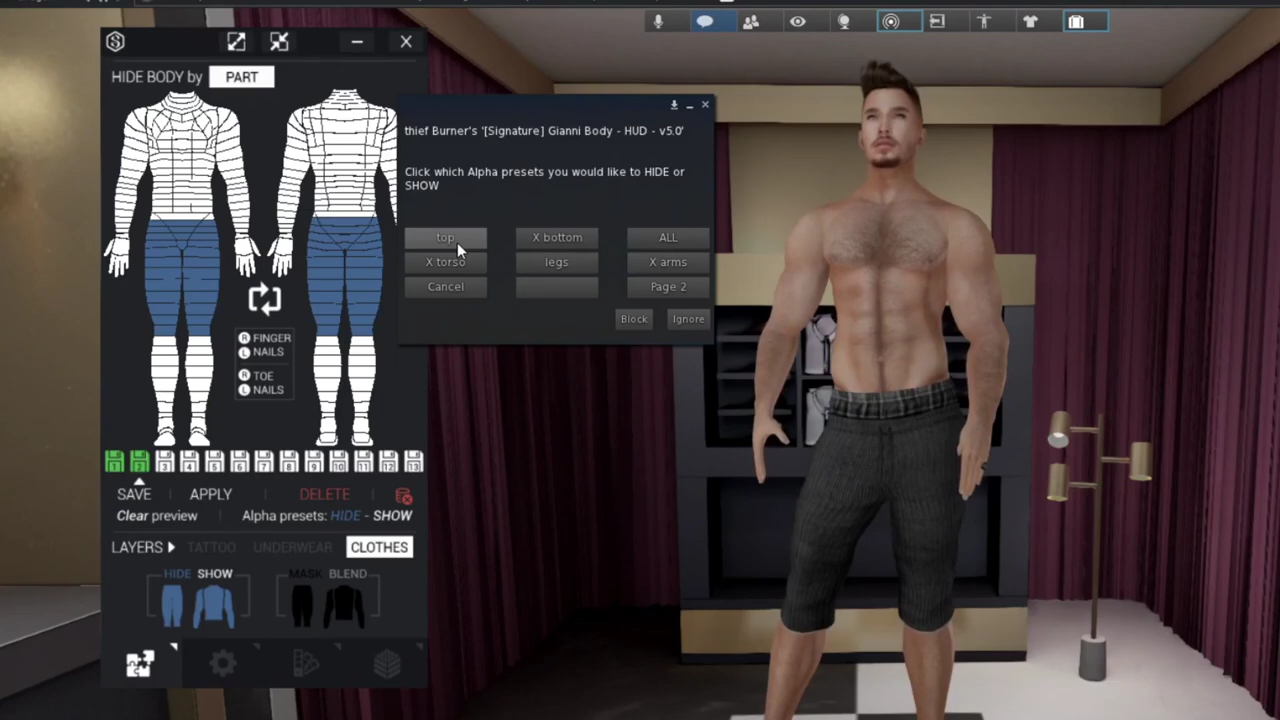 HIDE BODY by PART
thief Burner's '[Signature] Gianni Body - HUD - v5.0'
Click which Alpha presets you would like to HIDE or
SHOW
top X bottom ALL
X torso legs X arms
Cancel Page 2
Block Ignore
R FINGER
L NAILS
R TOE
L NAILS
1 2 3 4 5 6 7 8 9 10 11 12 13
SAVE APPLY DELETE
Clear preview Alpha presets: HIDE - SHOW
LAYERS TATTOO UNDERWEAR CLOTHES
HIDE SHOW MASK BLEND